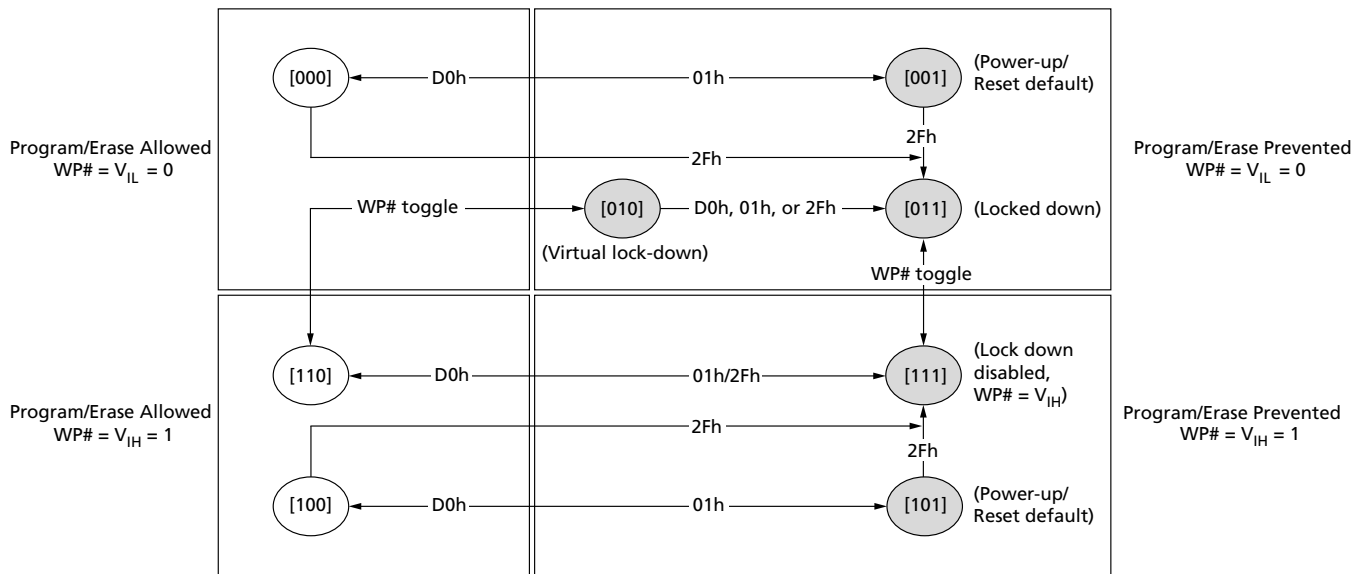 [000]
D0h
01h
[001]
(Power-up/
Reset default)
2Fh
2Fh
Program/Erase Allowed
WP# = VIL = 0
Program/Erase Prevented
WP# = VIL = 0
WP# toggle
[010]
D0h, 01h, or 2Fh
[011]
(Locked down)
(Virtual lock-down)
WP# toggle
[110]
D0h
01h/2Fh
[111]
(Lock down
disabled,
WP# = VIH)
Program/Erase Allowed
WP# = VIH = 1
2Fh
Program/Erase Prevented
WP# = VIH = 1
2Fh
[100]
D0h
01h
[101]
(Power-up/
Reset default)